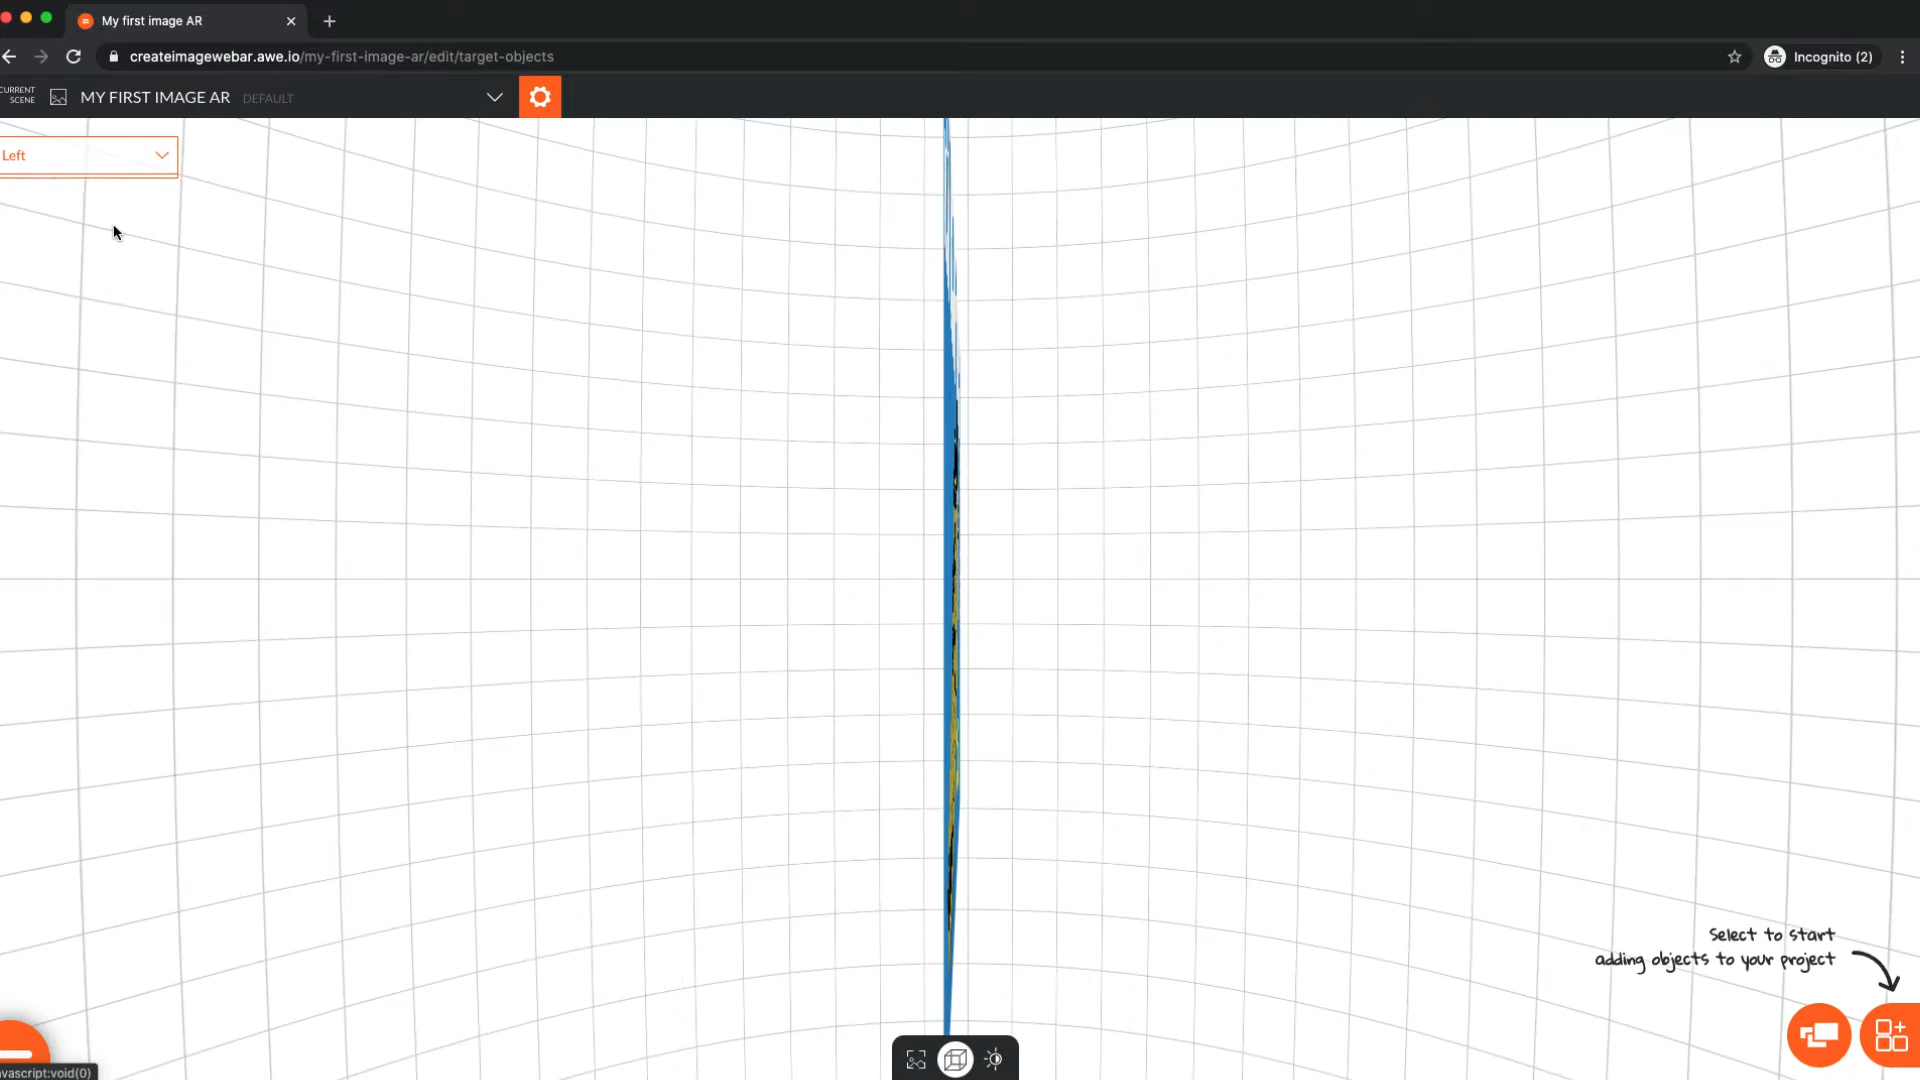 My first image AR
createimagewebar.awe.io/my-first-image-ar/edit/target-objects
Incognito (2)
CURRENT
SCENE
MY FIRST IMAGE AR DEFAULT
Left
Select to start
adding objects to your project
avascript:void(0)